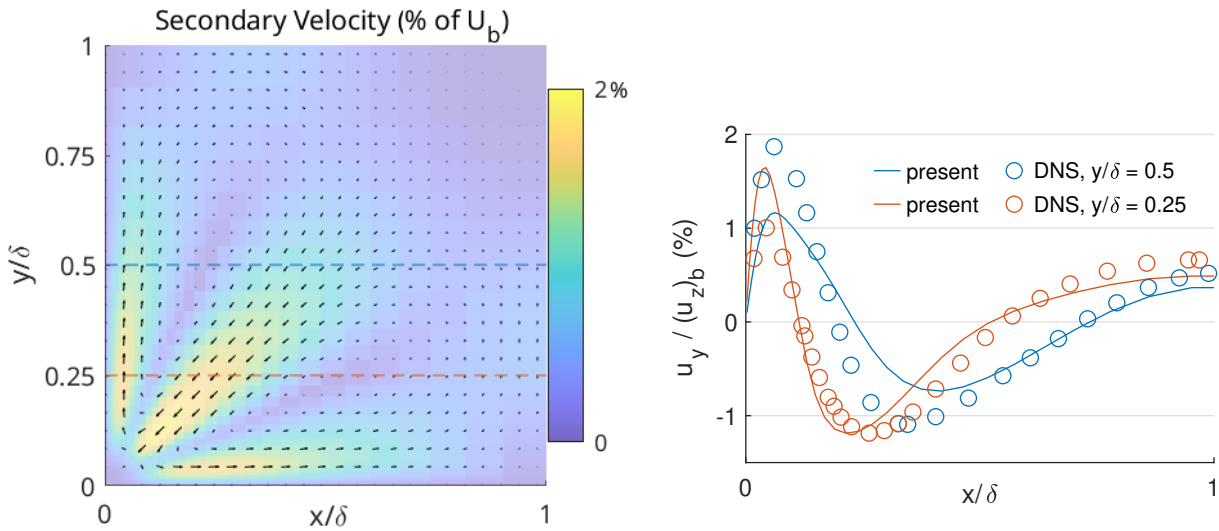 Secondary Velocity (% of U_b)
1
0.75
0.5
0.25
0
y/δ
0
1
x/δ
2%
0
2
1
0
-1
u_y / (u_z)_b (%)
present DNS, y/δ = 0.5
present DNS, y/δ = 0.25
0
1
x/δ